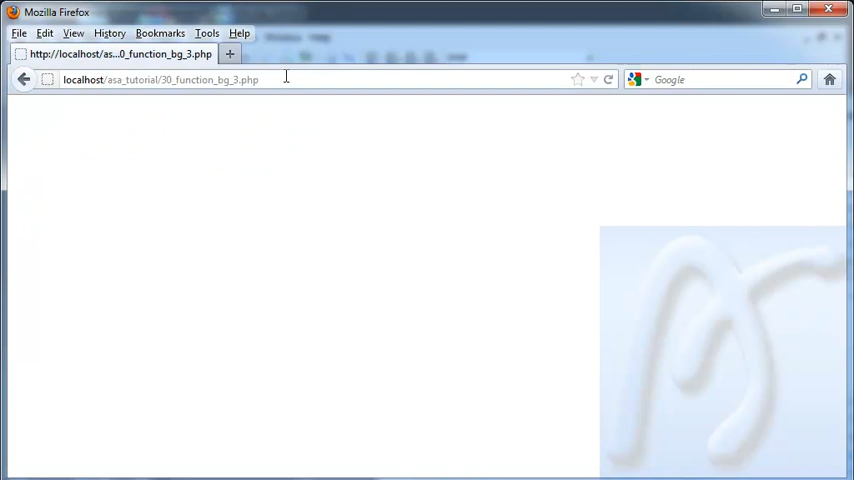 Mozilla Firefox
File Edit View History Bookmarks Tools Help
http://localhost/as...0_function_bg_3.php
localhost/asa_tutorial/30_function_bg_3.php
Google